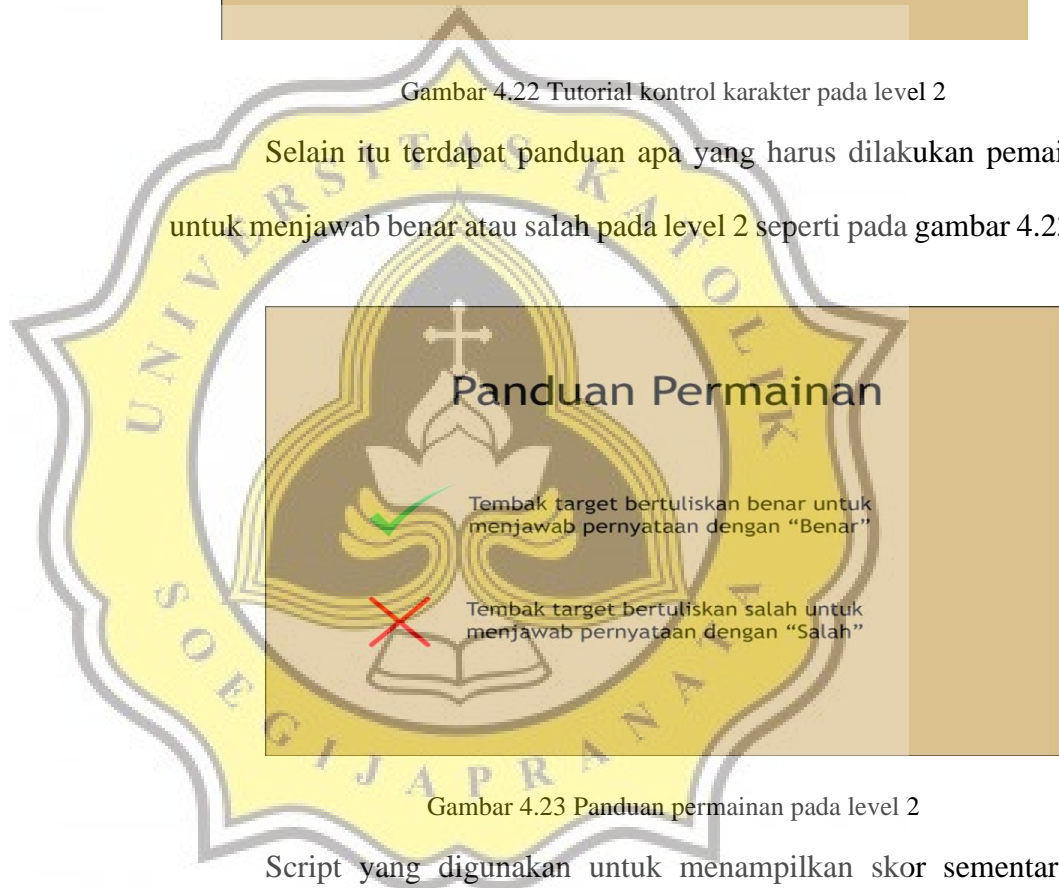 Gambar 4.22 Tutorial kontrol karakter pada level 2
Selain itu terdapat panduan apa yang harus dilakukan pemai
untuk menjawab benar atau salah pada level 2 seperti pada gambar 4.2
UNIVERSITAS KATOLIK
Panduan Permainan
Tembak target bertuliskan benar untuk
menjawab pernyataan dengan “Benar”
Tembak target bertuliskan salah untuk
menjawab pernyataan dengan “Salah”
SOEGIJAPRANATA
Gambar 4.23 Panduan permainan pada level 2
Script yang digunakan untuk menampilkan skor sementar